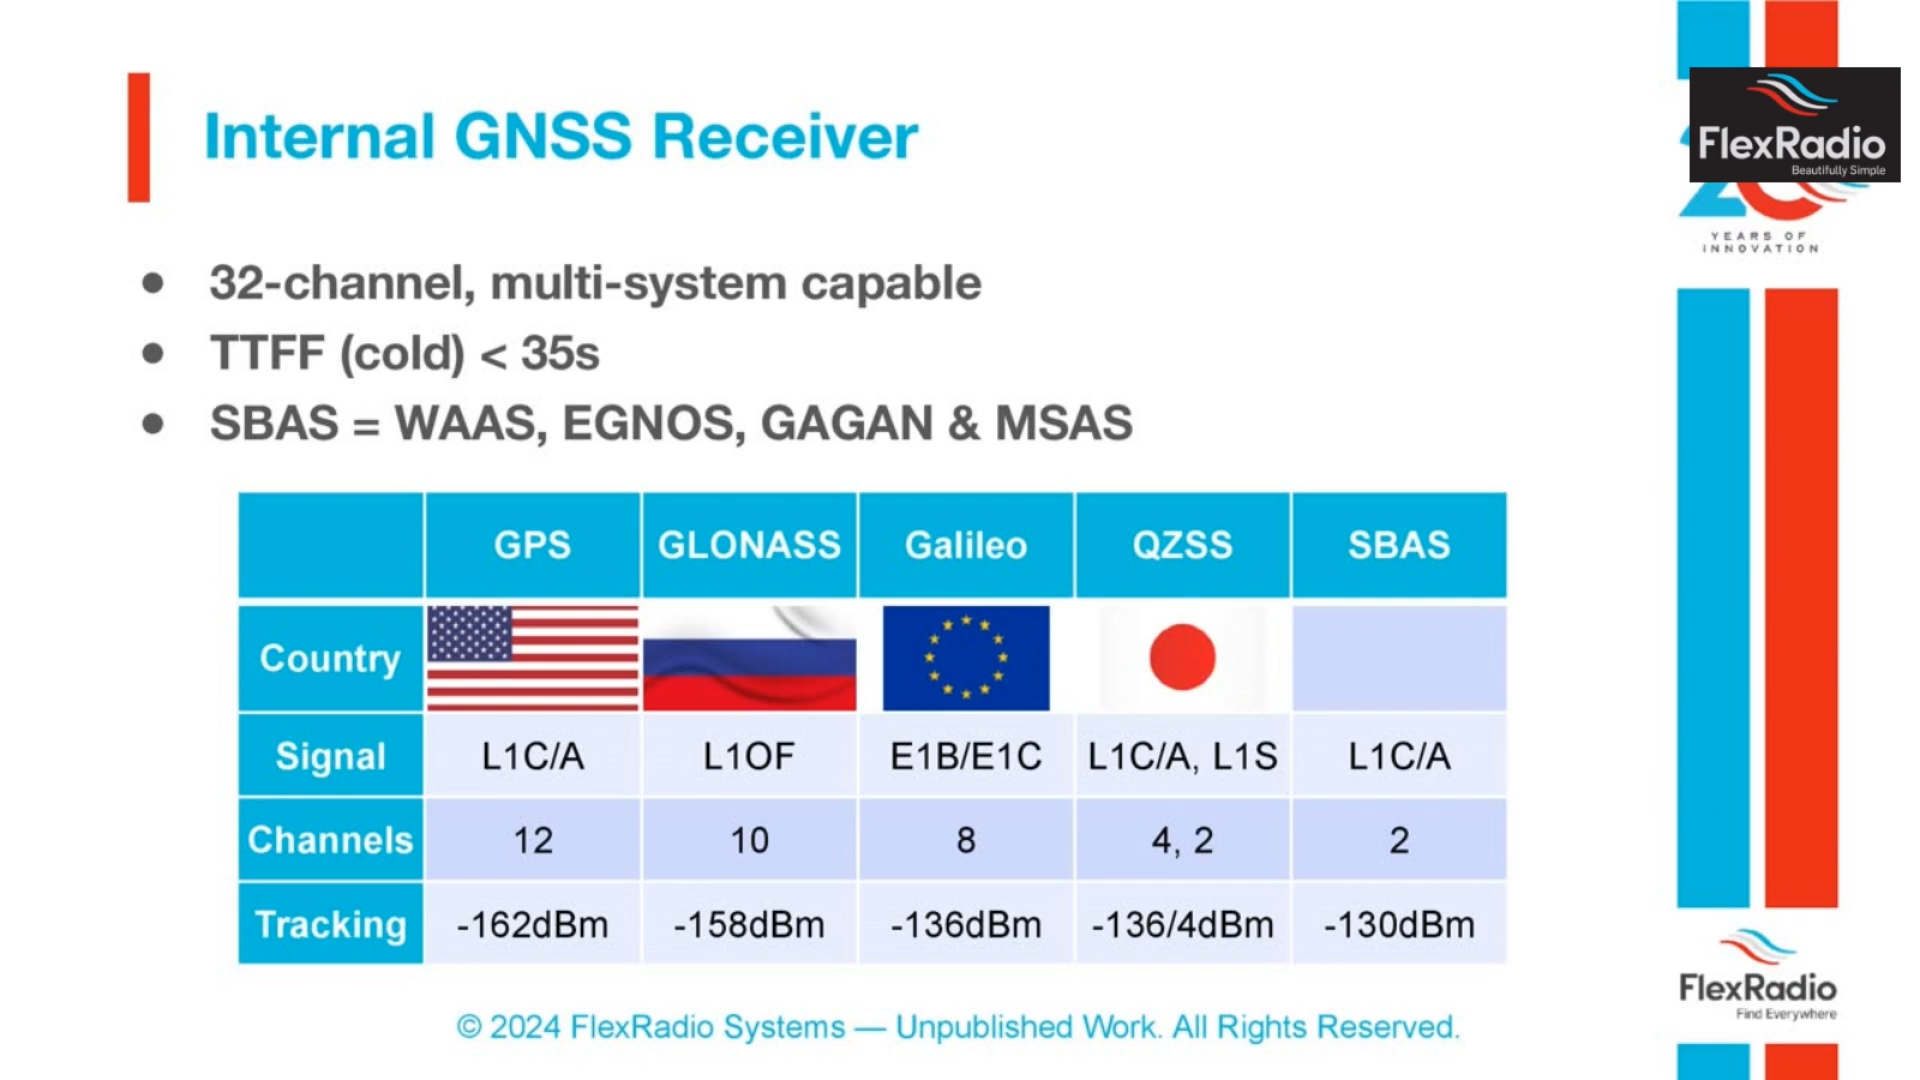 Internal GNSS Receiver
FlexRadio
Beautifully Simple
YEARS OF
INNOVATION
• 32-channel, multi-system capable
• TTFF (cold) < 35s
• SBAS = WAAS, EGNOS, GAGAN & MSAS
GPS GLONASS Galileo QZSS SBAS
Country
Signal L1C/A L1OF E1B/E1C L1C/A, L1S L1C/A
Channels 12 10 8 4, 2 2
Tracking -162dBm -158dBm -136dBm -136/4dBm -130dBm
FlexRadio
Find Everywhere
© 2024 FlexRadio Systems — Unpublished Work. All Rights Reserved.